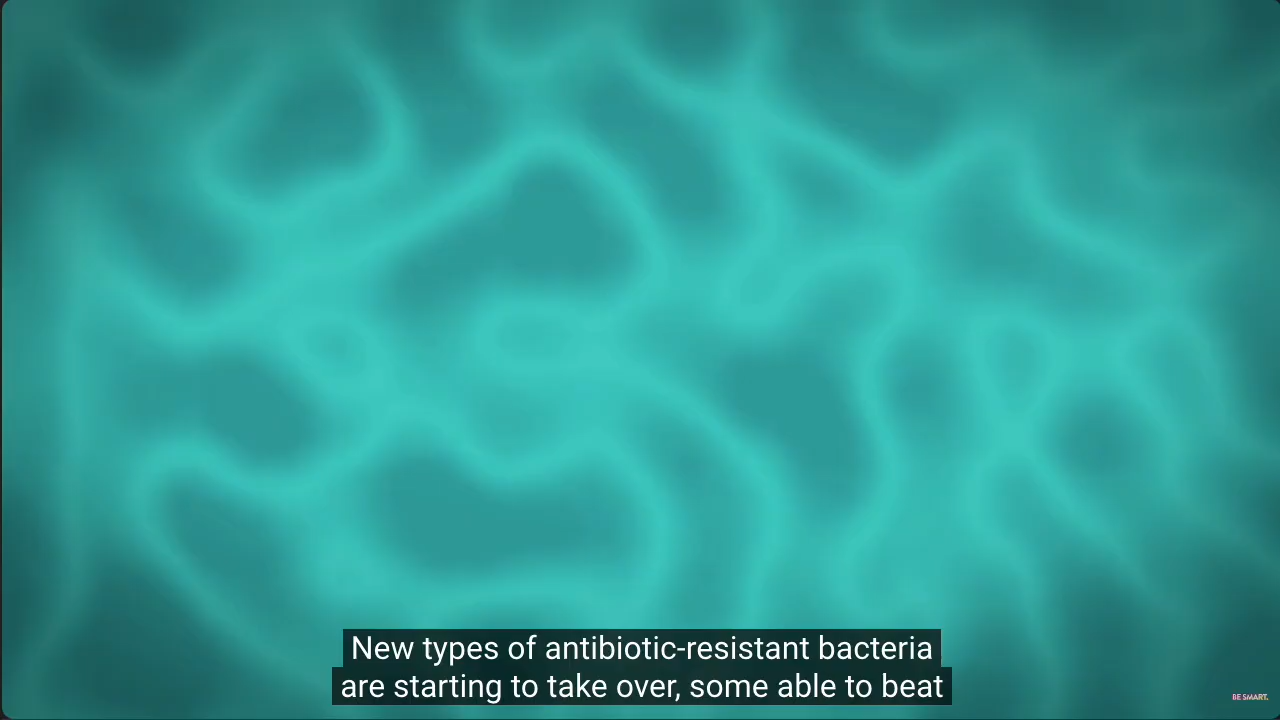 New types of antibiotic-resistant bacteria
are starting to take over, some able to beat
BE SMART.